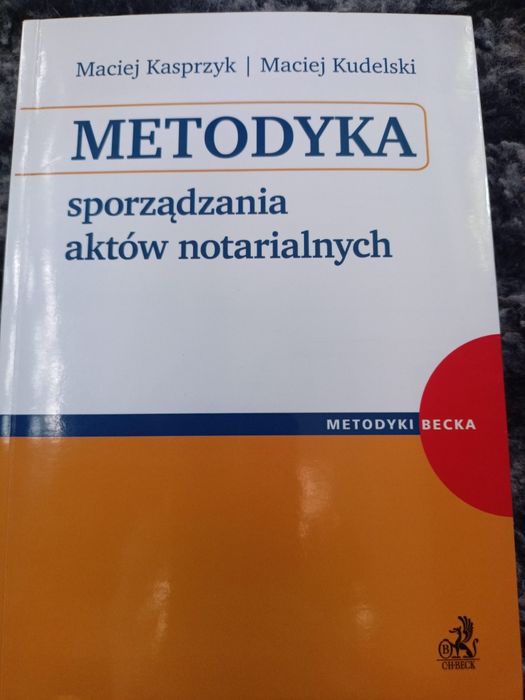 Maciej Kasprzyk | Maciej Kudelski
METODYKA
sporządzania
aktów notarialnych
METODYKI BECKA
B
C·H·BECK